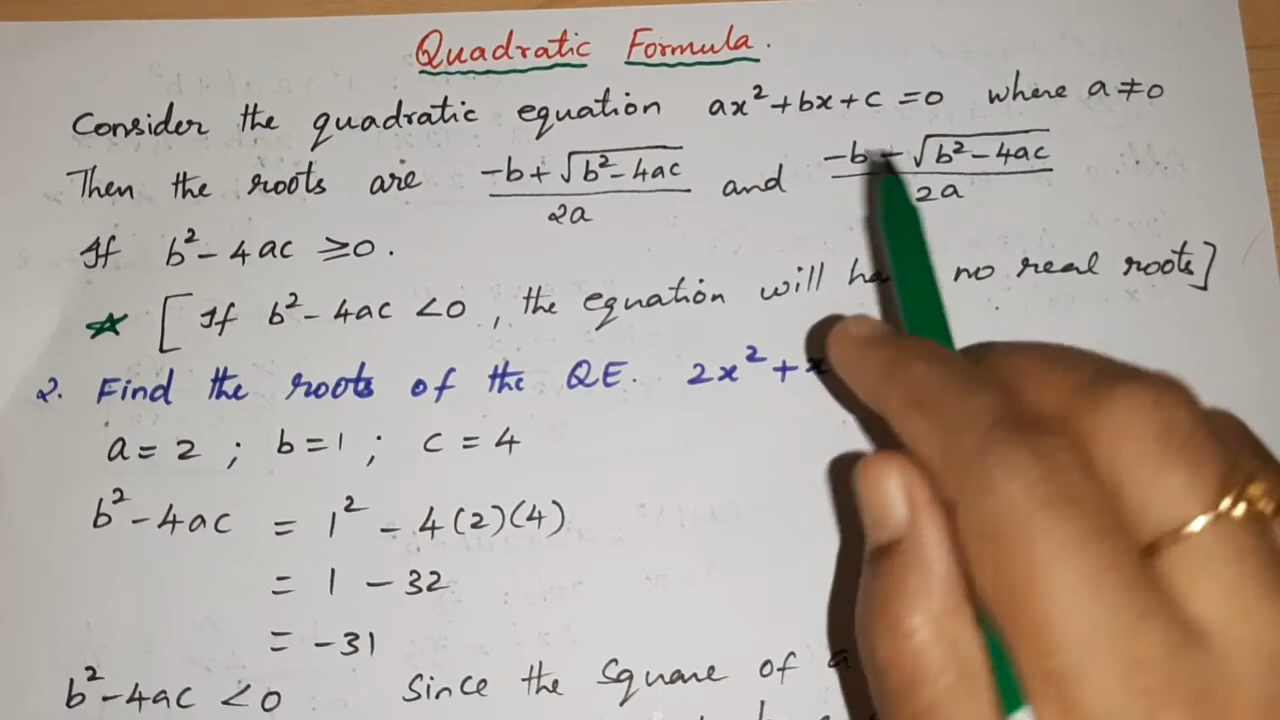 Quadratic Formula.
Consider the quadratic equation ax²+bx+c=0 where a≠0
Then the roots are (-b+√(b²-4ac))/2a and (-b-√(b²-4ac))/2a
If b²-4ac ≥0.
☆ [If b²-4ac <0, the equation will no real roots]
2. Find the roots of the QE. 2x²+x
a=2 ; b=1 ; c=4
b²-4ac = 1² - 4(2)(4)
= 1 - 32
= -31
b²-4ac <0 Since the square of a